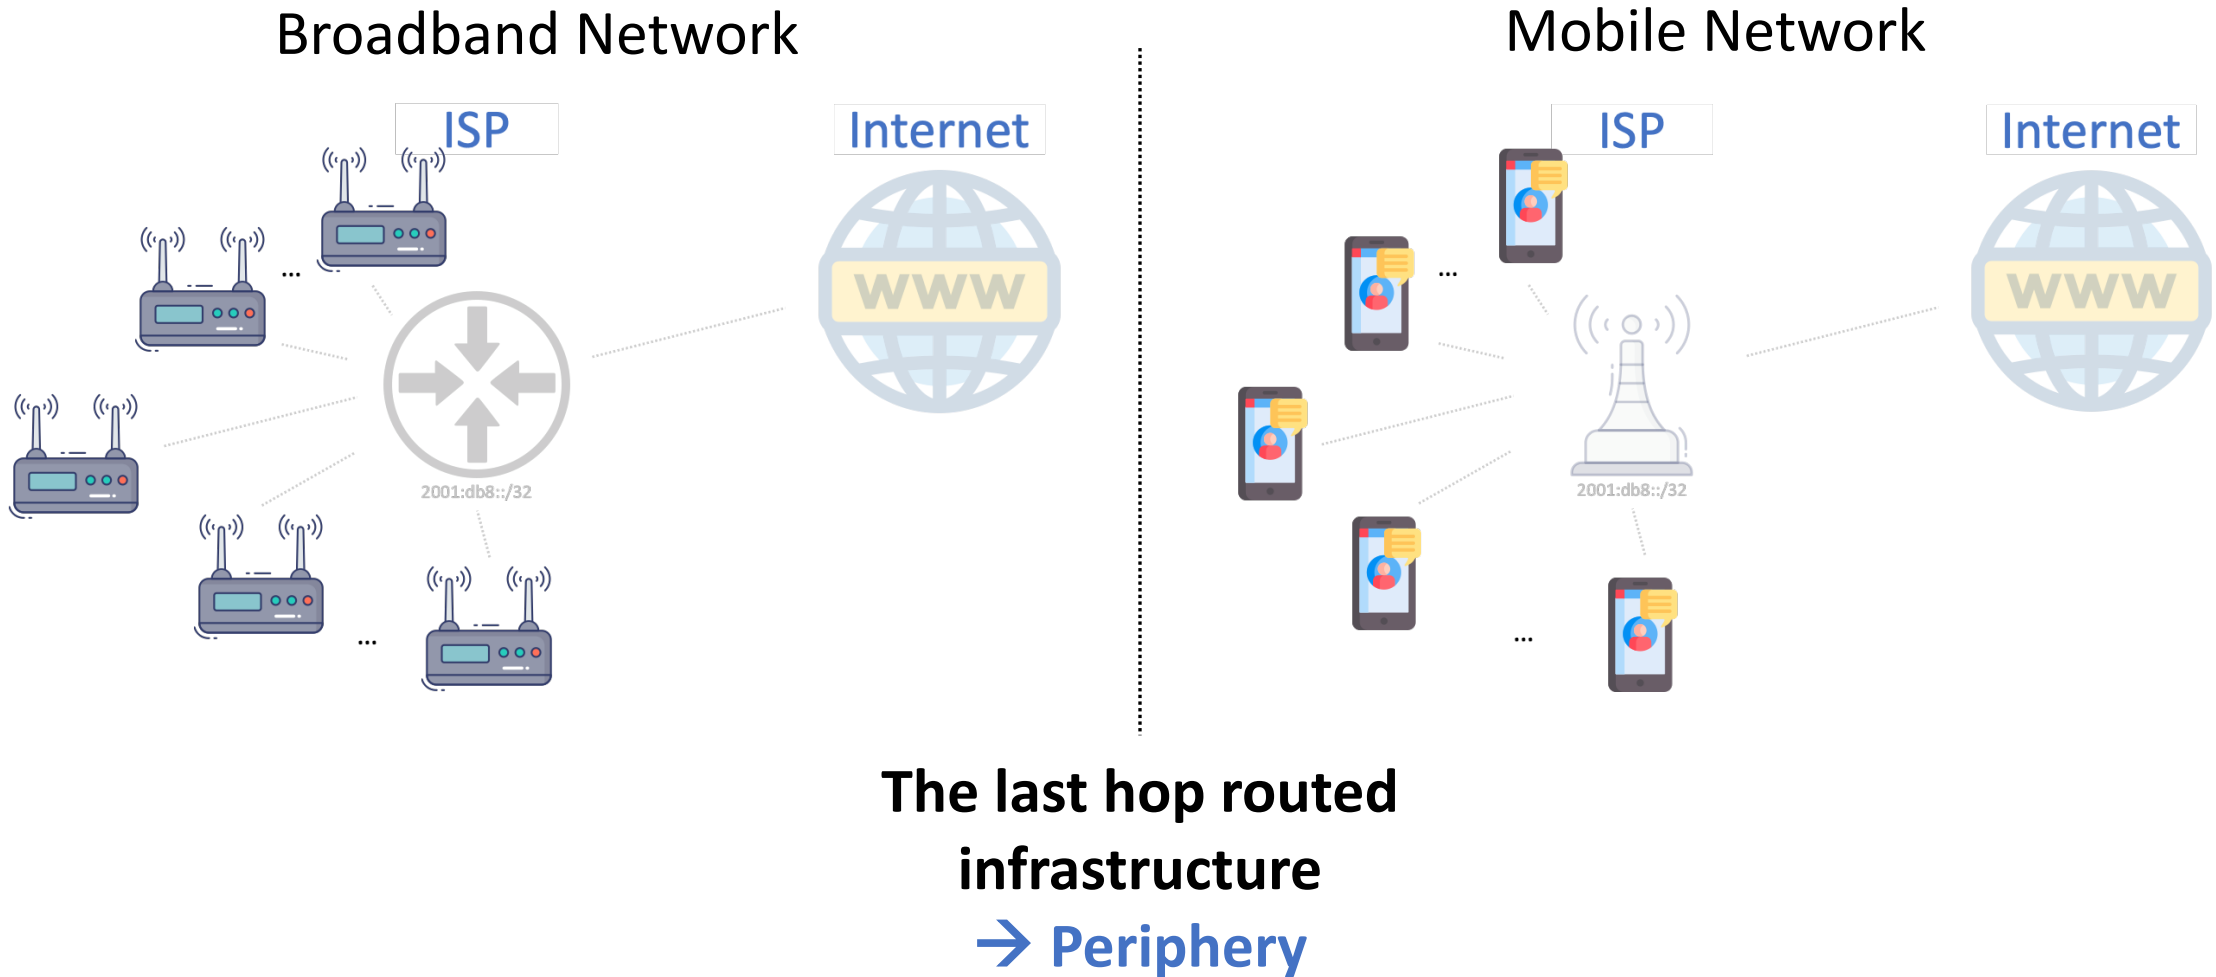 Broadband Network
ISP
Internet
WWW
...
2001:db8::/32
...
Mobile Network
ISP
Internet
WWW
...
2001:db8::/32
...
The last hop routed
infrastructure
→ Periphery